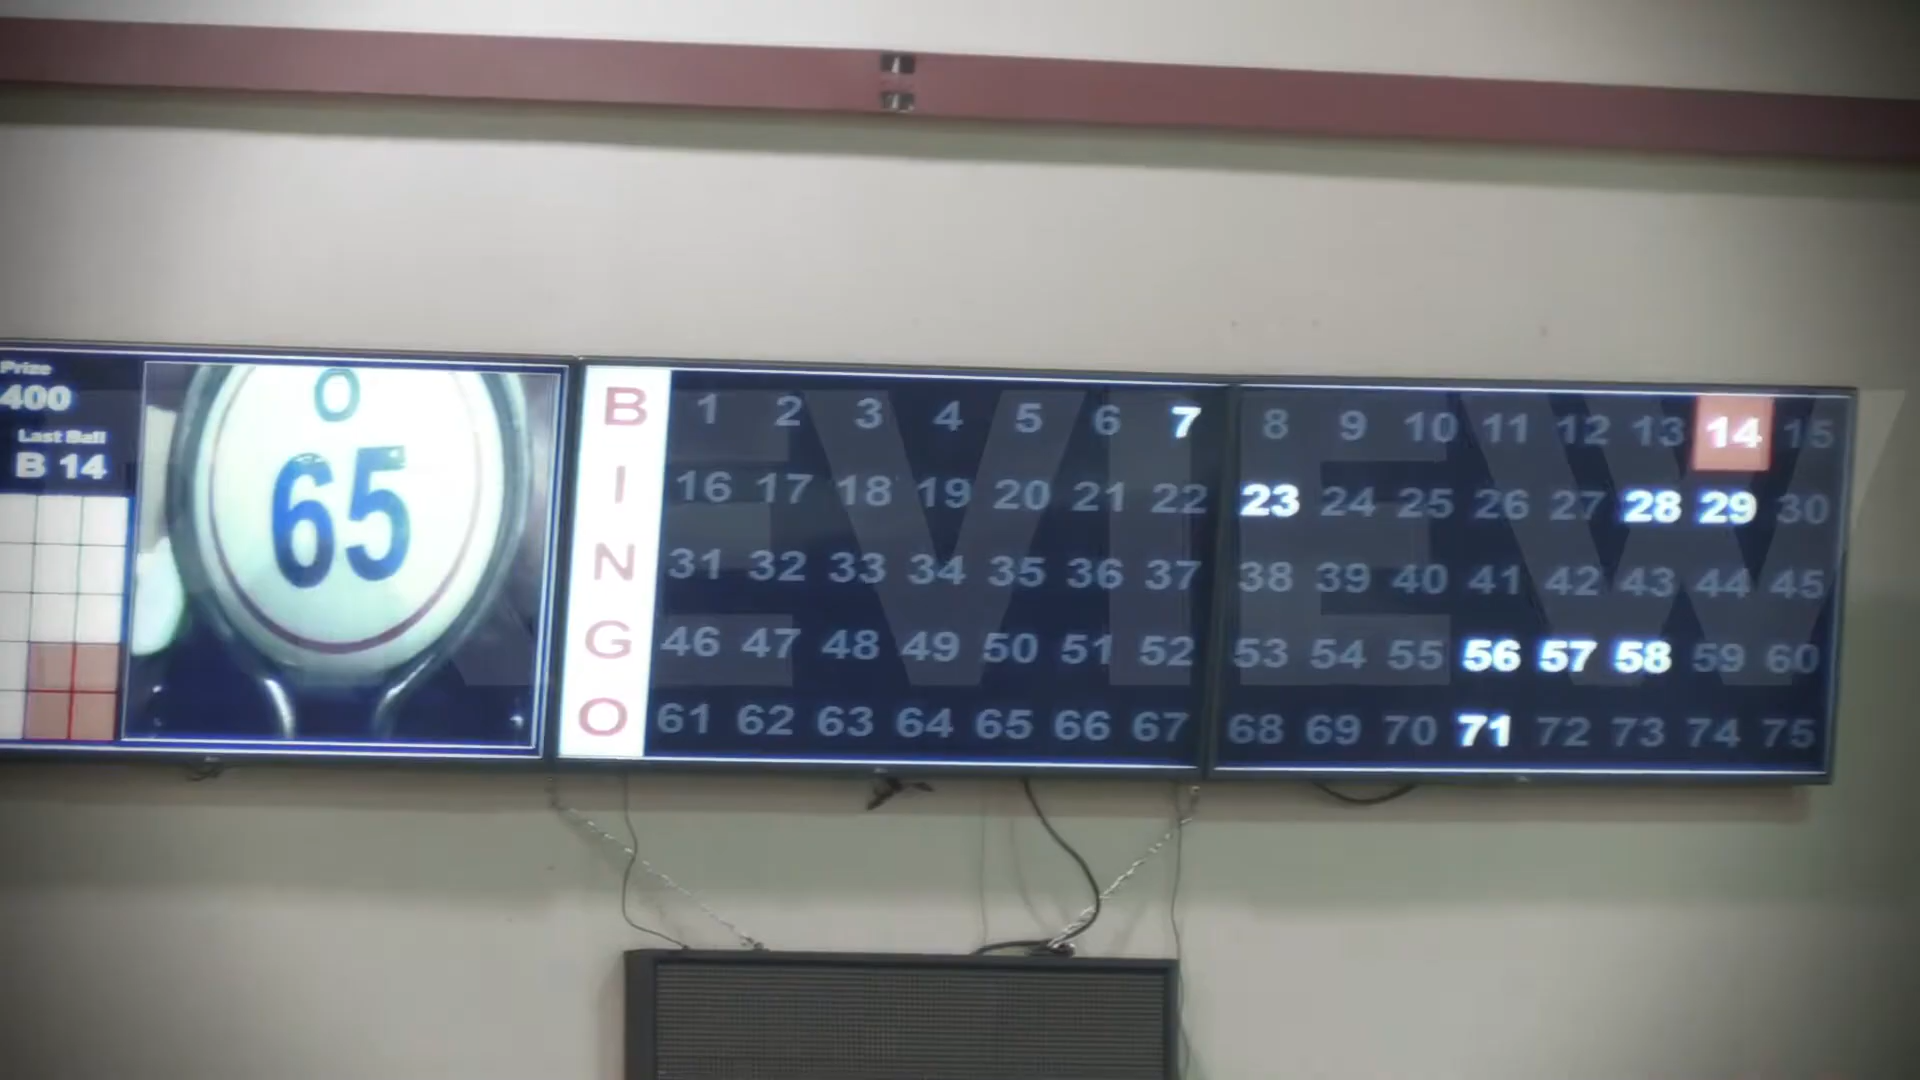 Prize
400
Last Ball
B 14
O
65
B 1 2 3 4 5 6 7 8 9 10 11 12 13 14 15
I 16 17 18 19 20 21 22 23 24 25 26 27 28 29 30
N 31 32 33 34 35 36 37 38 39 40 41 42 43 44 45
G 46 47 48 49 50 51 52 53 54 55 56 57 58 59 60
O 61 62 63 64 65 66 67 68 69 70 71 72 73 74 75
EVIEW